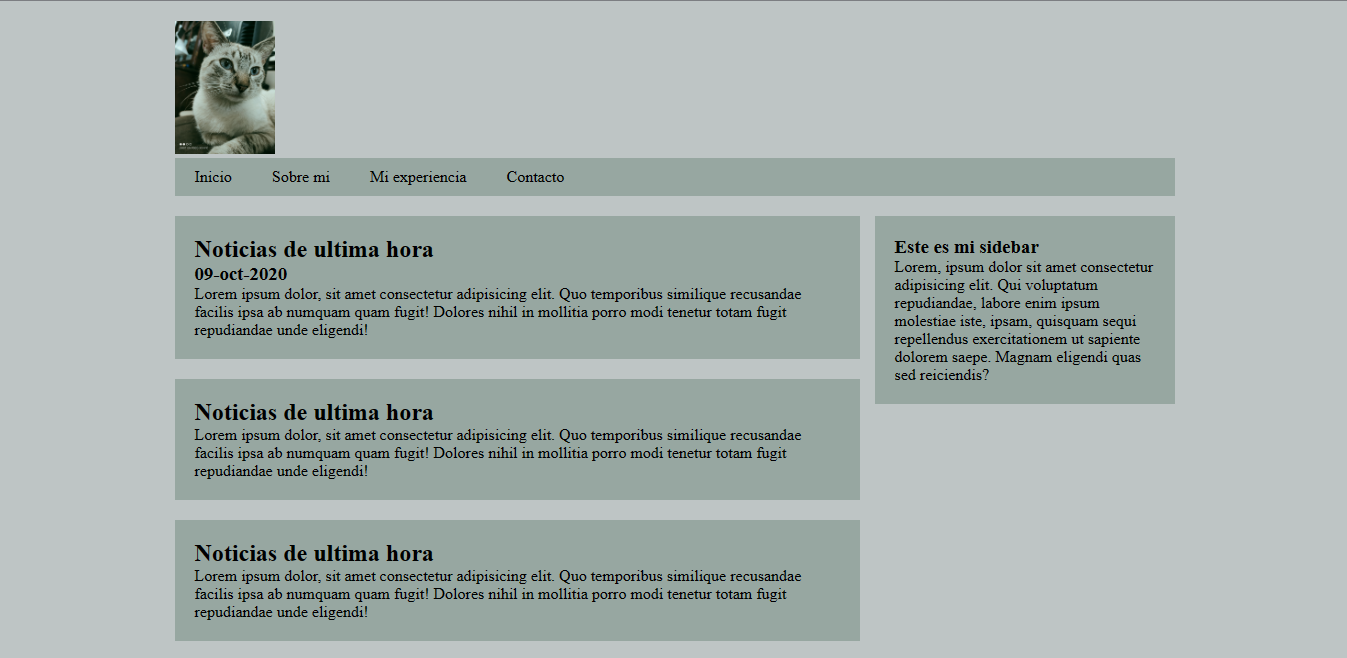 Inicio Sobre mi Mi experiencia Contacto
Noticias de ultima hora
09-oct-2020
Lorem ipsum dolor, sit amet consectetur adipisicing elit. Quo temporibus similique recusandae
facilis ipsa ab numquam quam fugit! Dolores nihil in mollitia porro modi tenetur totam fugit
repudiandae unde eligendi!
Noticias de ultima hora
Lorem ipsum dolor, sit amet consectetur adipisicing elit. Quo temporibus similique recusandae
facilis ipsa ab numquam quam fugit! Dolores nihil in mollitia porro modi tenetur totam fugit
repudiandae unde eligendi!
Noticias de ultima hora
Lorem ipsum dolor, sit amet consectetur adipisicing elit. Quo temporibus similique recusandae
facilis ipsa ab numquam quam fugit! Dolores nihil in mollitia porro modi tenetur totam fugit
repudiandae unde eligendi!
Este es mi sidebar
Lorem, ipsum dolor sit amet consectetur
adipisicing elit. Qui voluptatum
repudiandae, labore enim ipsum
molestiae iste, ipsam, quisquam sequi
repellendus exercitationem ut sapiente
dolorem saepe. Magnam eligendi quas
sed reiciendis?